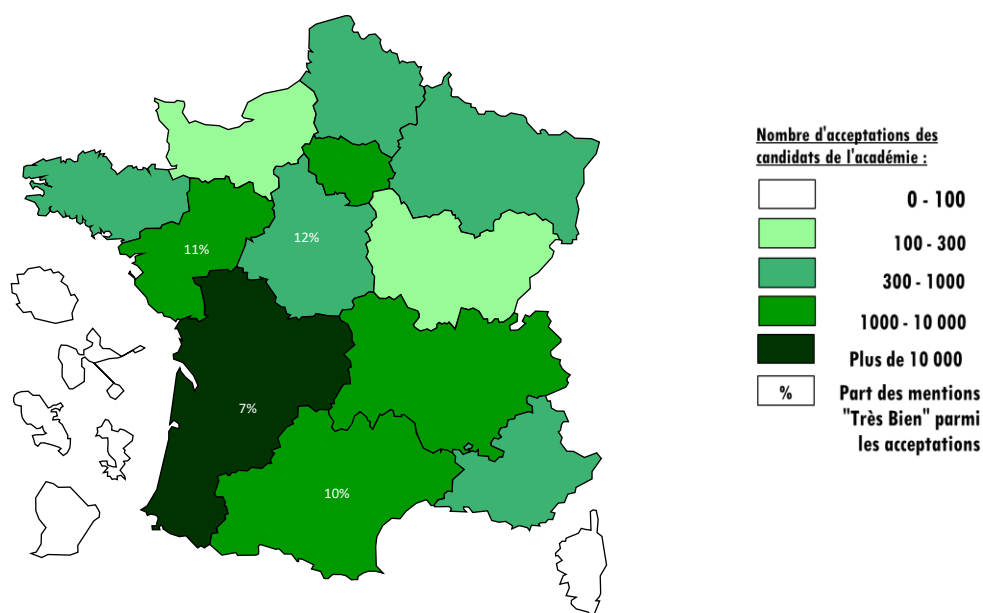 11%
12%
7%
10%
Nombre d'acceptations des
candidats de l'académie :
0 - 100
100 - 300
300 - 1000
1000 - 10 000
Plus de 10 000
% Part des mentions
"Très Bien" parmi
les acceptations